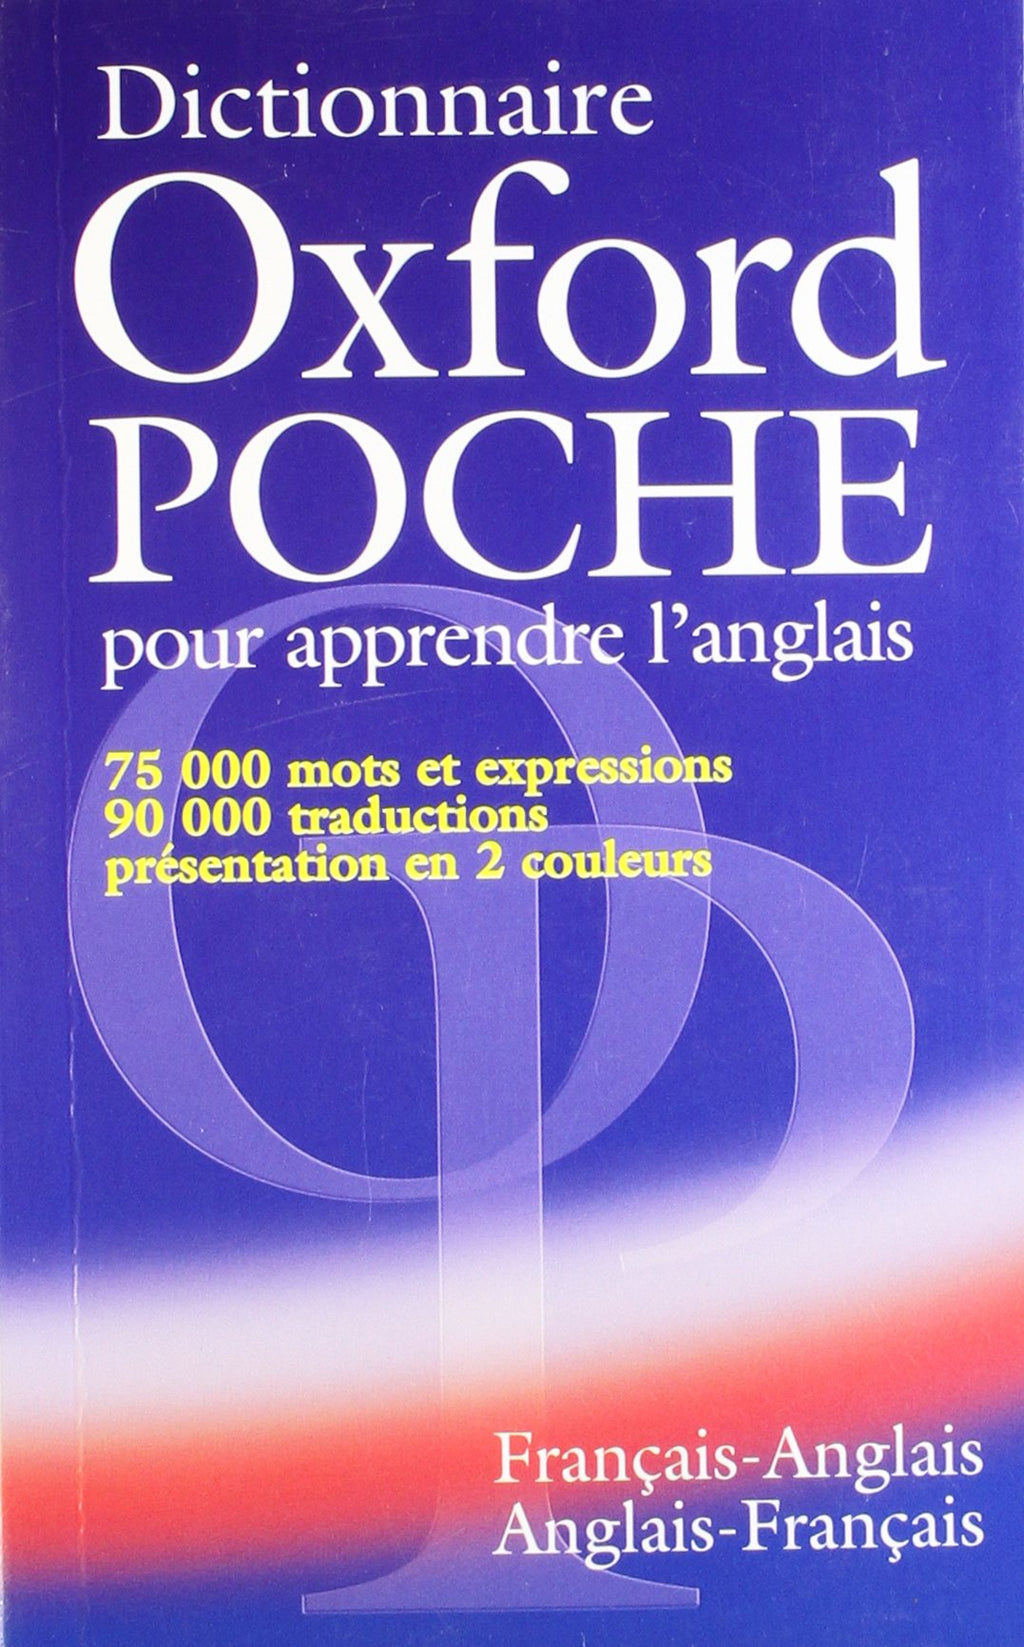 Dictionnaire
Oxford
POCHE
pour apprendre l'anglais
75 000 mots et expressions
90 000 traductions
présentation en 2 couleurs
OP
Français-Anglais
Anglais-Français